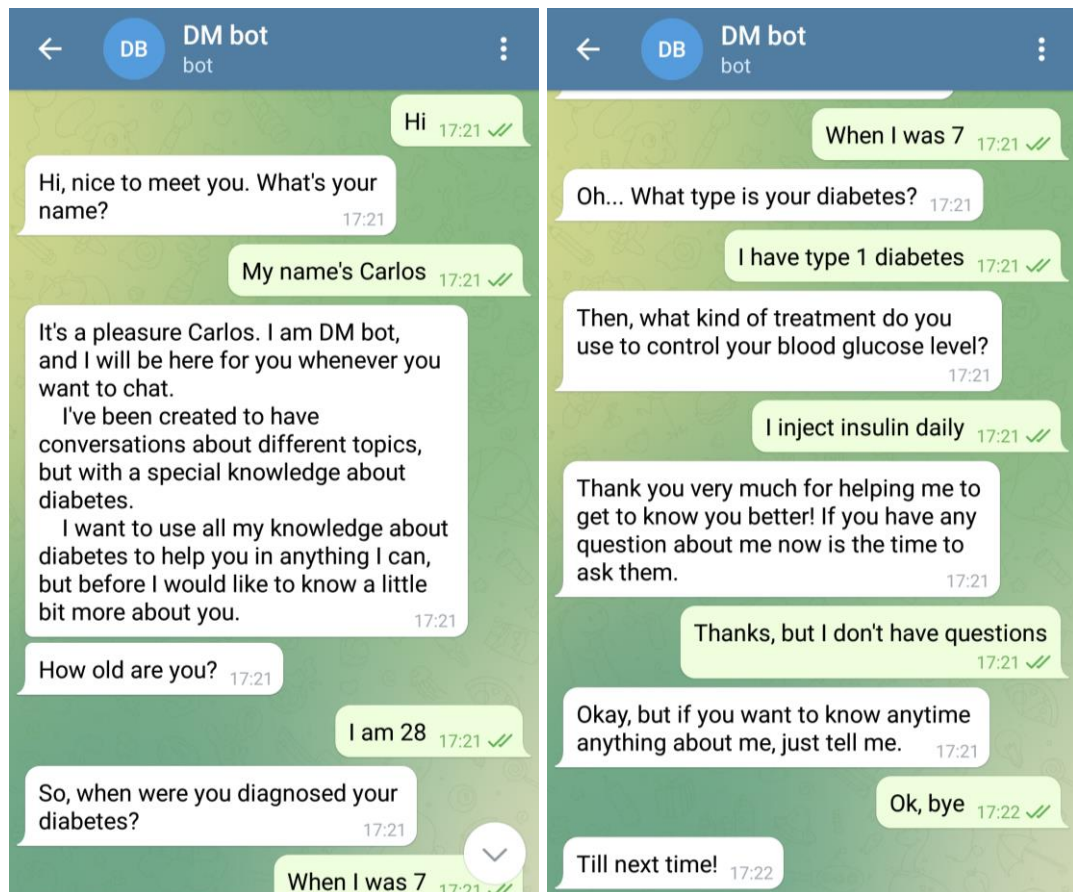 DB
DM bot
bot
Hi 17:21
Hi, nice to meet you. What's your
name? 17:21
My name's Carlos 17:21
It's a pleasure Carlos. I am DM bot,
and I will be here for you whenever you
want to chat.
I've been created to have
conversations about different topics,
but with a special knowledge about
diabetes.
I want to use all my knowledge about
diabetes to help you in anything I can,
but before I would like to know a little
bit more about you. 17:21
How old are you? 17:21
I am 28 17:21
So, when were you diagnosed your
diabetes? 17:21
When I was 7 17:21
DB
DM bot
bot
When I was 7 17:21
Oh... What type is your diabetes? 17:21
I have type 1 diabetes 17:21
Then, what kind of treatment do you
use to control your blood glucose level?
17:21
I inject insulin daily 17:21
Thank you very much for helping me to
get to know you better! If you have any
question about me now is the time to
ask them. 17:21
Thanks, but I don't have questions
17:21
Okay, but if you want to know anytime
anything about me, just tell me. 17:21
Ok, bye 17:22
Till next time! 17:22